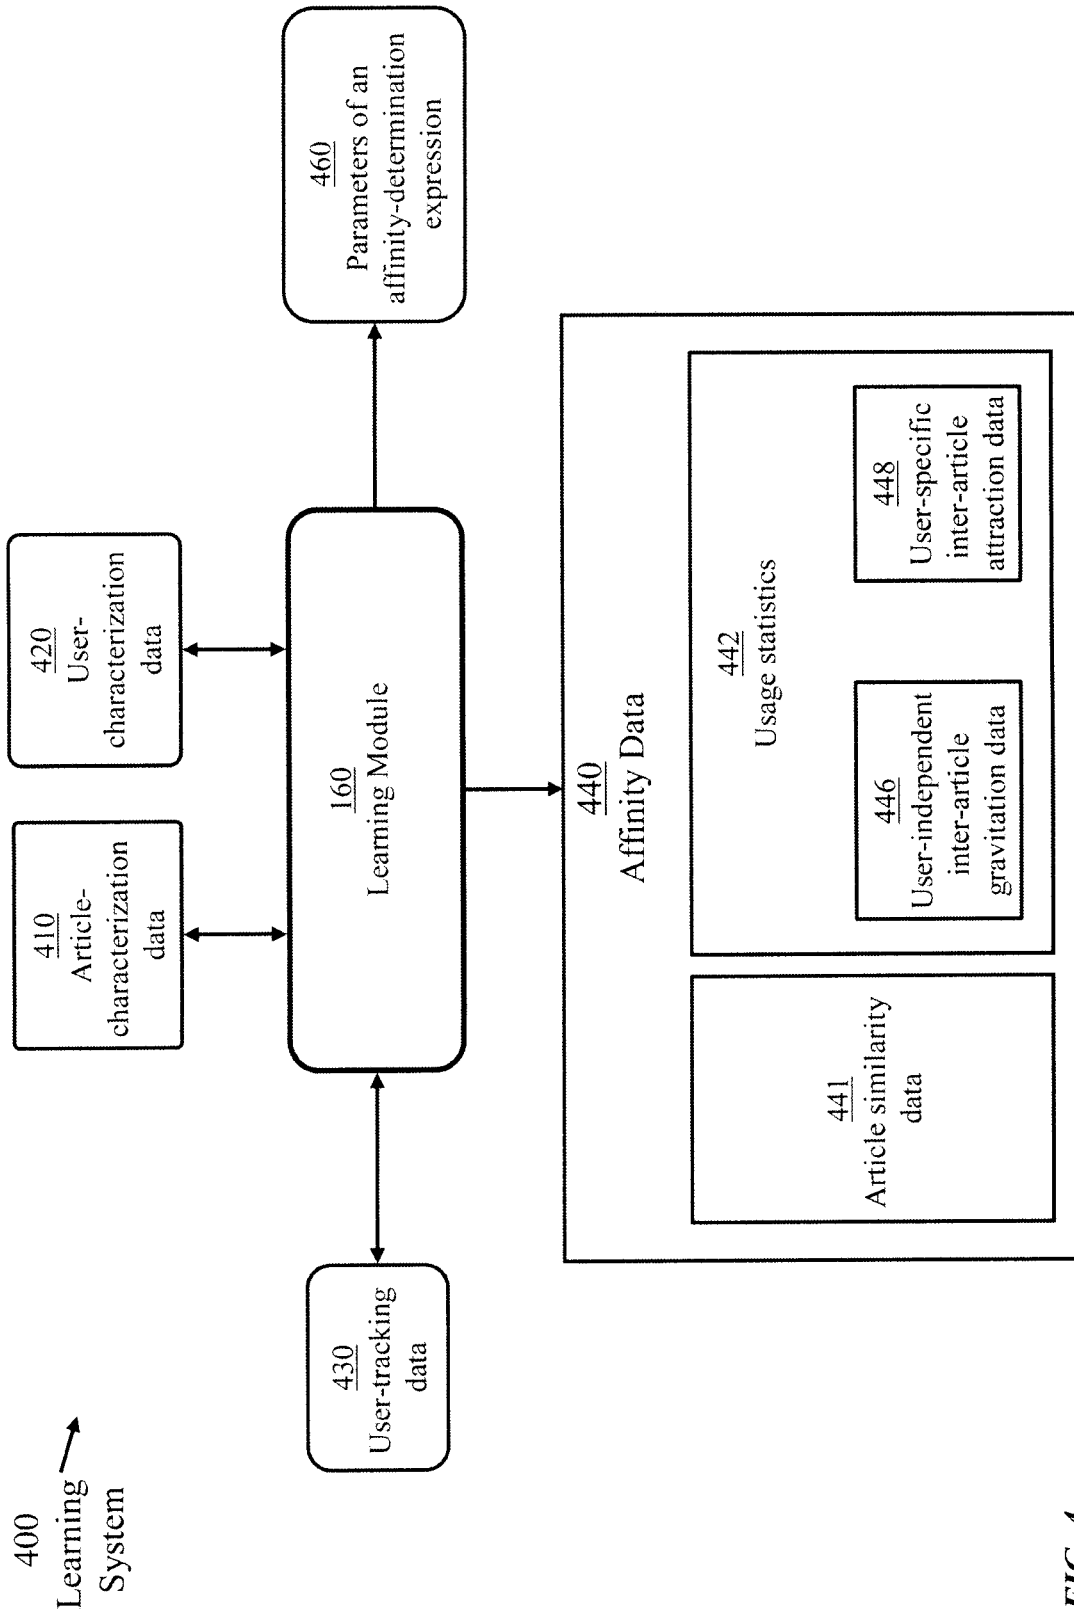 400
Learning
System
410
Article-
characterization
data
420
User-
characterization
data
430
User-tracking
data
160
Learning Module
460
Parameters of an
affinity-determination
expression
440
Affinity Data
441
Article similarity
data
442
Usage statistics
446
User-independent
inter-article
gravitation data
448
User-specific
inter-article
attraction data
FIG. 4